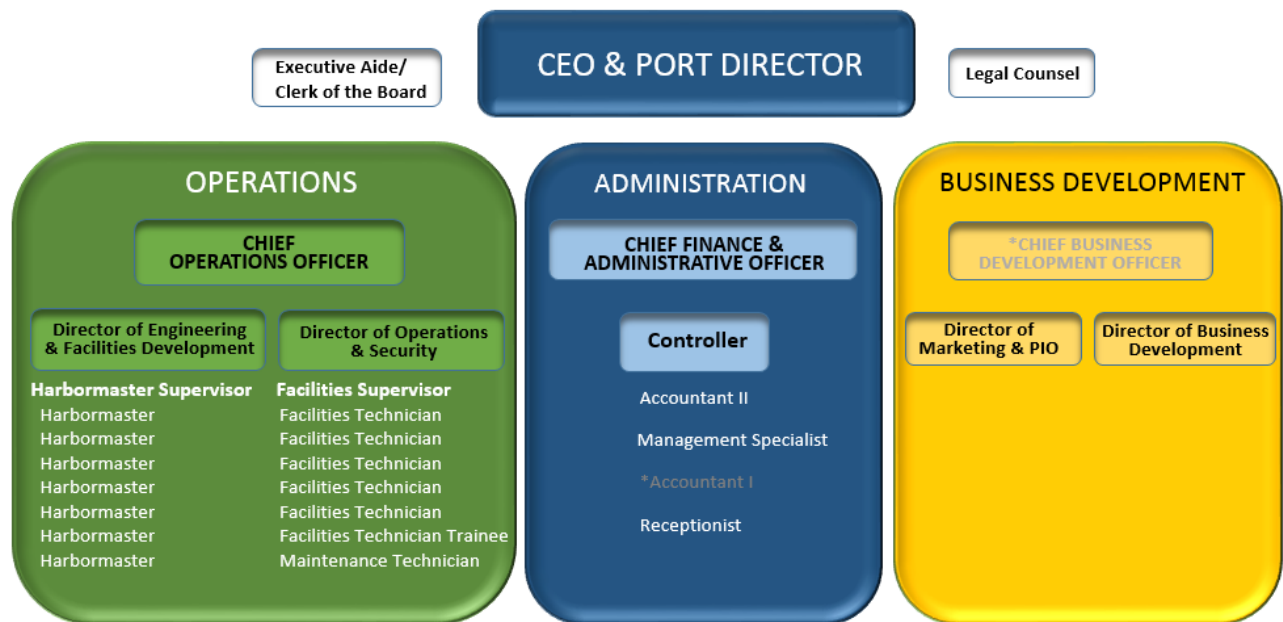 CEO & PORT DIRECTOR
Executive Aide/
Clerk of the Board
Legal Counsel
OPERATIONS
CHIEF
OPERATIONS OFFICER
Director of Engineering
& Facilities Development
Director of Operations
& Security
Harbormaster Supervisor
Harbormaster
Harbormaster
Harbormaster
Harbormaster
Harbormaster
Harbormaster
Harbormaster
Facilities Supervisor
Facilities Technician
Facilities Technician
Facilities Technician
Facilities Technician
Facilities Technician
Facilities Technician Trainee
Maintenance Technician
ADMINISTRATION
CHIEF FINANCE &
ADMINISTRATIVE OFFICER
Controller
Accountant II
Management Specialist
*Accountant I
Receptionist
BUSINESS DEVELOPMENT
*CHIEF BUSINESS
DEVELOPMENT OFFICER
Director of
Marketing & PIO
Director of Business
Development